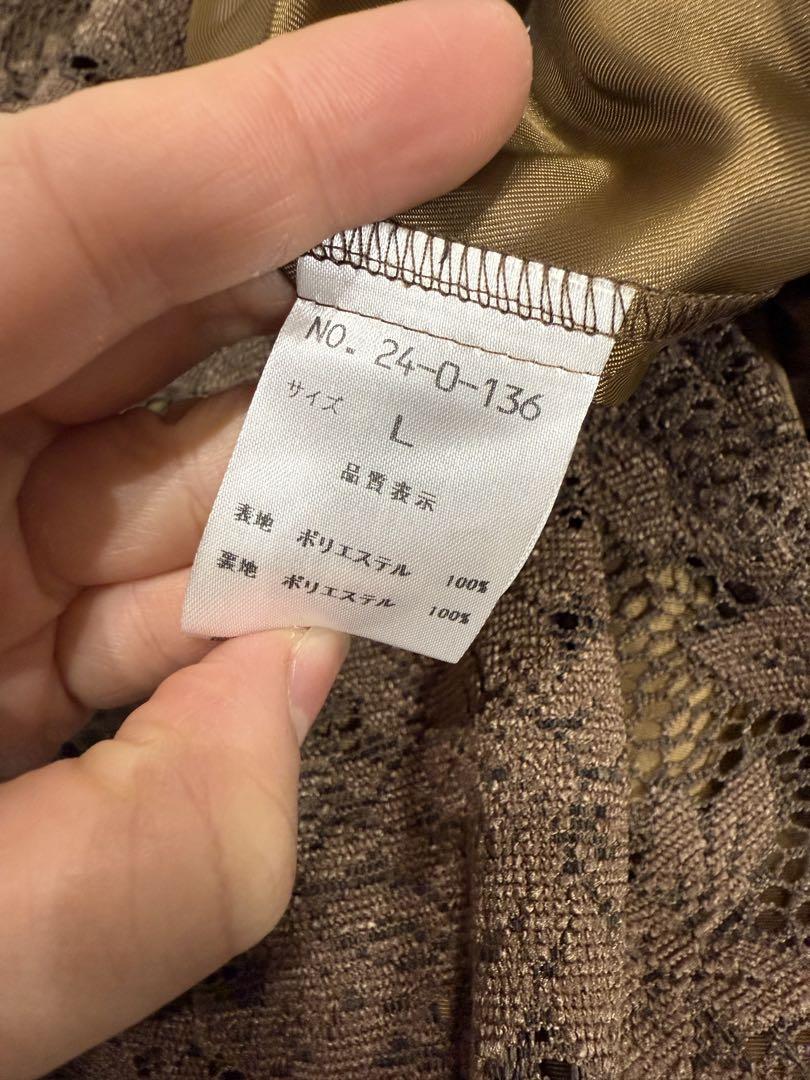 NO. 24-0-136
サイズ L
品質表示
表地 ポリエステル 100%
裏地 ポリエステル 100%